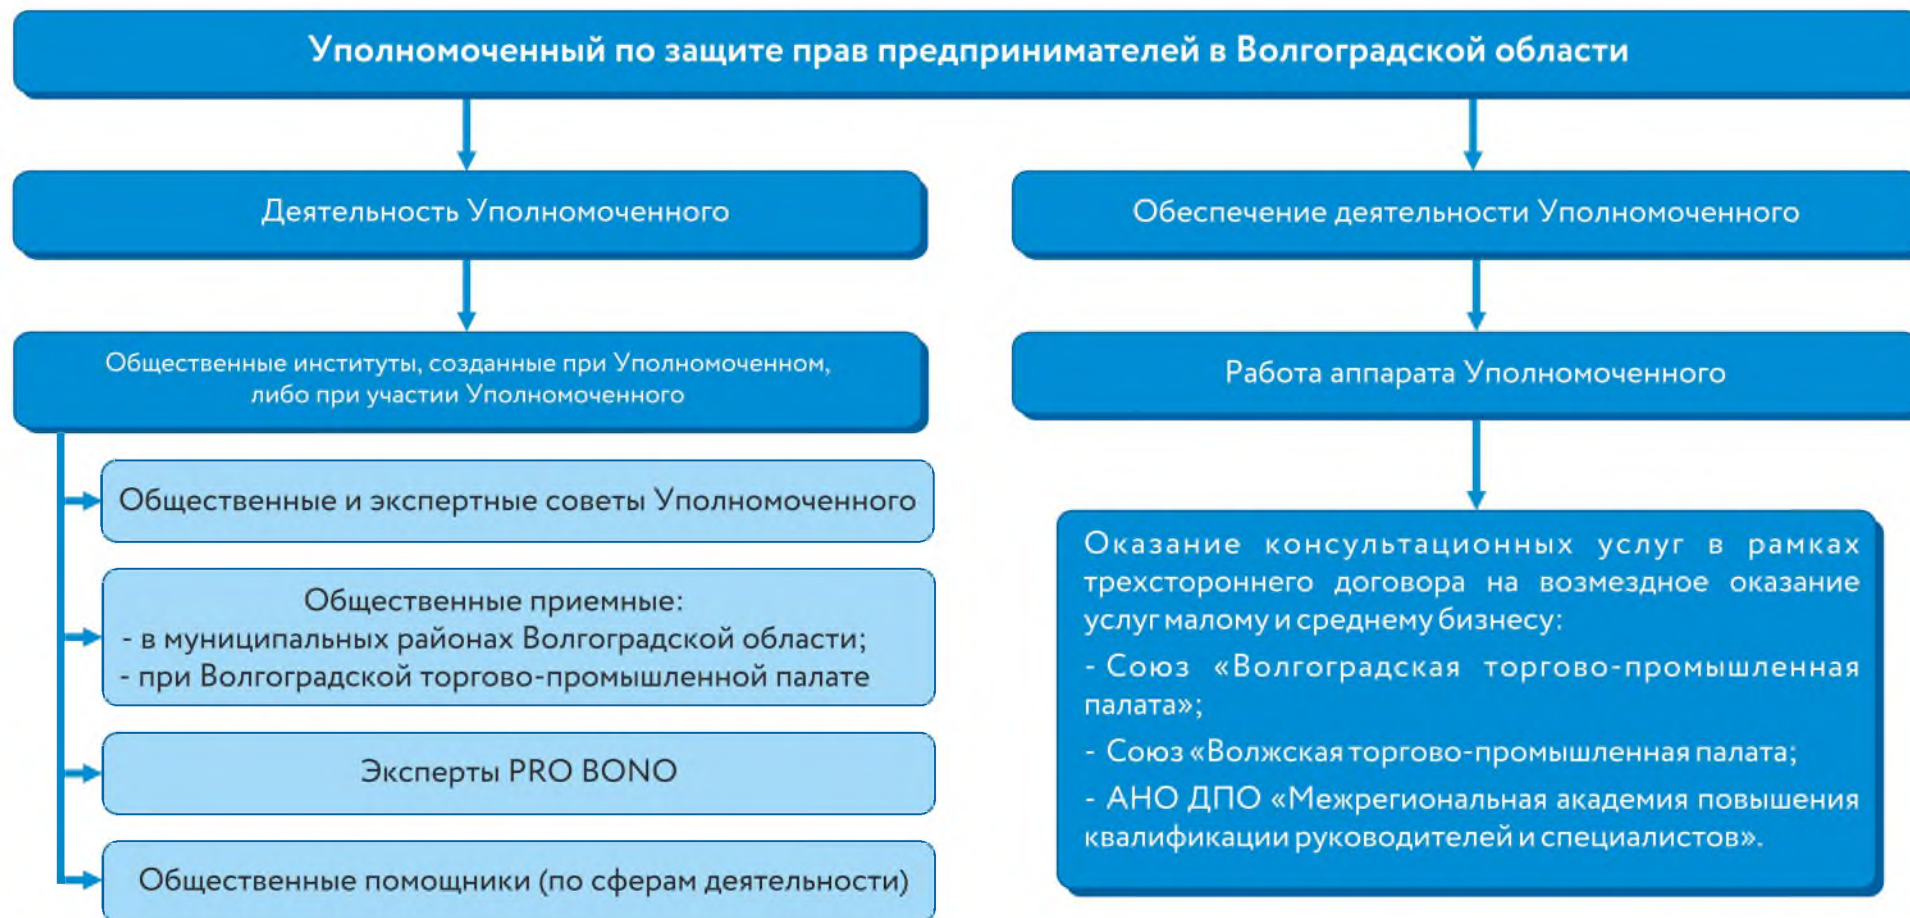 Уполномоченный по защите прав предпринимателей в Волгоградской области
Деятельность Уполномоченного
Обеспечение деятельности Уполномоченного
Общественные институты, созданные при Уполномоченном,
либо при участии Уполномоченного
Работа аппарата Уполномоченного
Общественные и экспертные советы Уполномоченного
Общественные приемные:
- в муниципальных районах Волгоградской области;
- при Волгоградской торгово-промышленной палате
Эксперты PRO BONO
Общественные помощники (по сферам деятельности)
Оказание консультационных услуг в рамках
трехстороннего договора на возмездное оказание
услуг малому и среднему бизнесу:
- Союз «Волгоградская торгово-промышленная
палата»;
- Союз «Волжская торгово-промышленная палата;
- АНО ДПО «Межрегиональная академия повышения
квалификации руководителей и специалистов».